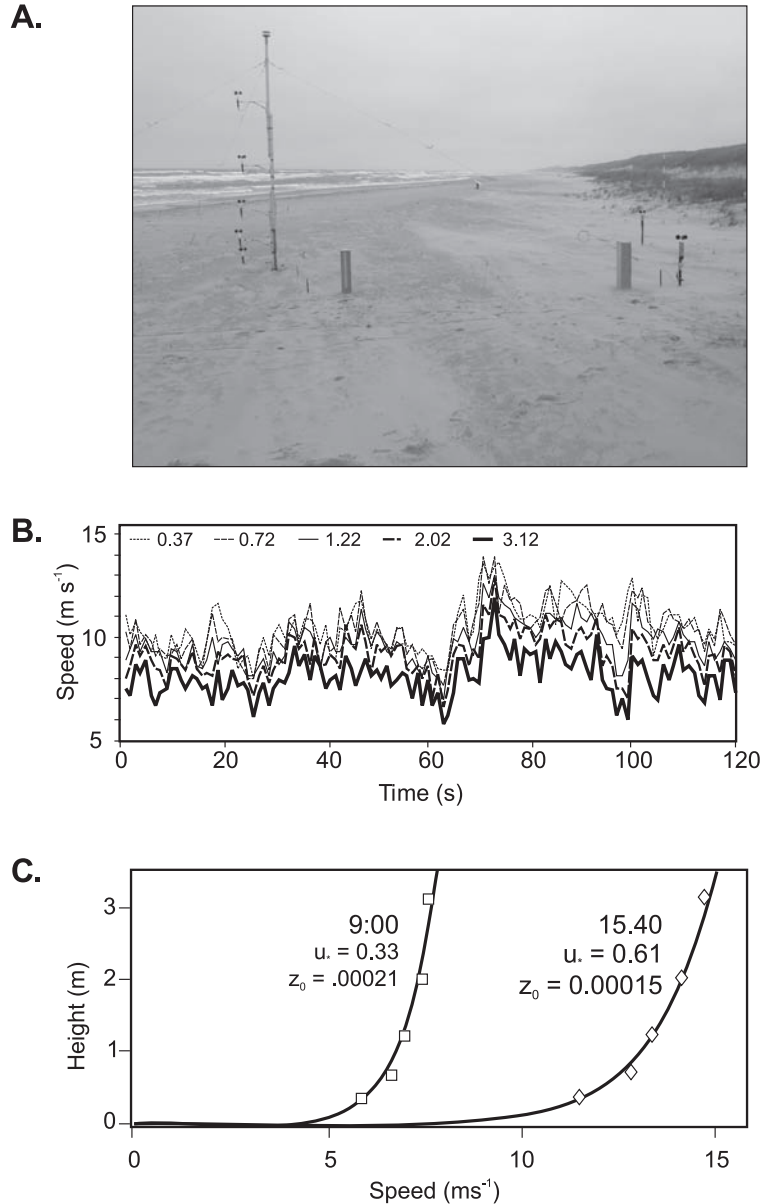 A.
B.
15
10
5
Speed (m s-1)
0.37 0.72 1.22 2.02 3.12
0 20 40 60 80 100 120
Time (s)
C.
3
2
1
0
Height (m)
9:00
u* = 0.33
z0 = .00021
15.40
u* = 0.61
z0 = 0.00015
0 5 10 15
Speed (ms-1)